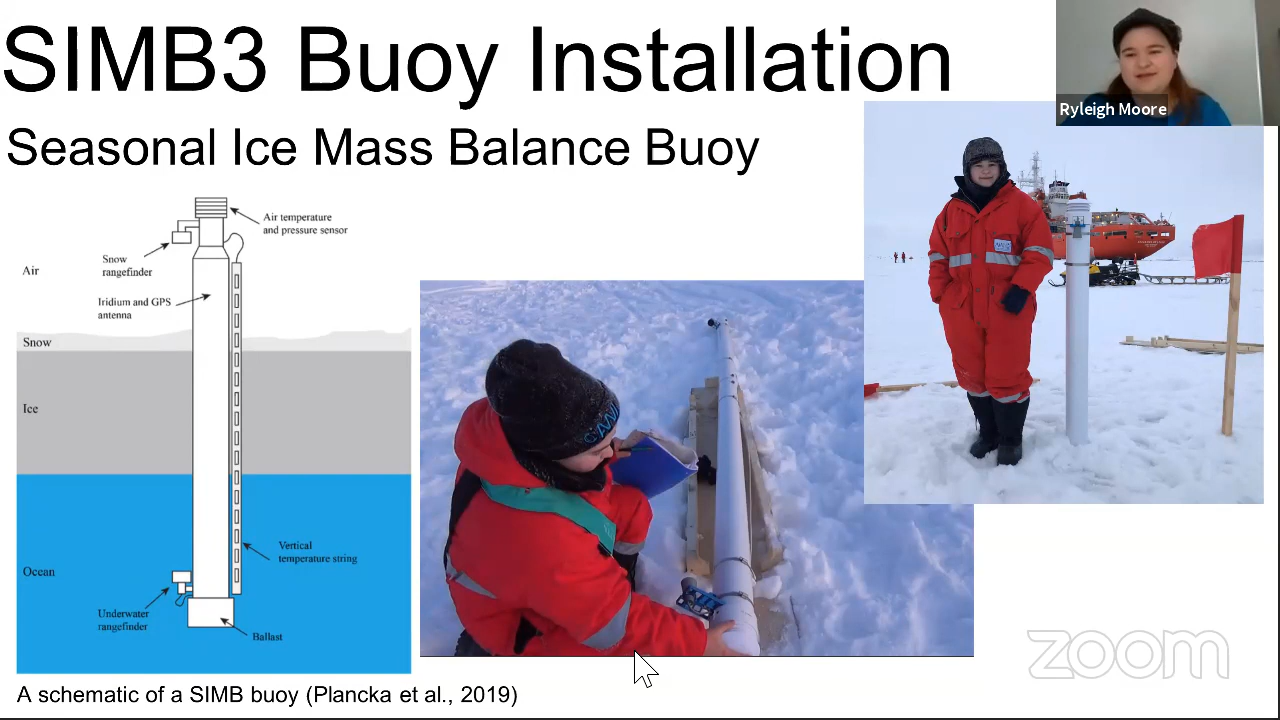 SIMB3 Buoy Installation
Seasonal Ice Mass Balance Buoy
Ryleigh Moore
Air temperature
and pressure sensor
Snow
rangefinder
Air
Iridium and GPS
antenna
Snow
Ice
Ocean
Vertical
temperature string
Underwater
rangefinder
Ballast
A schematic of a SIMB buoy (Plancka et al., 2019)
zoom